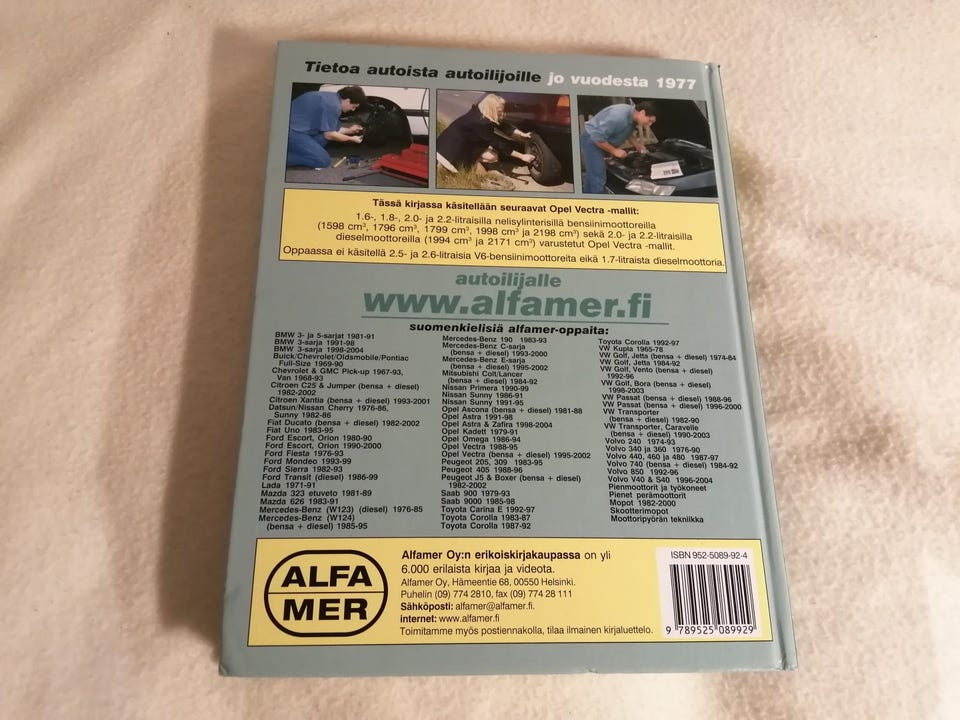 Tietoa autoista autoilijoille jo vuodesta 1977
Tässä kirjassa käsitellään seuraavat Opel Vectra -mallit:
1.6-, 1.8-, 2.0- ja 2.2-litraisilla nelisylinterisillä bensiinimoottoreilla
(1598 cm³, 1796 cm³, 1799 cm³, 1998 cm³ ja 2198 cm³) sekä 2.0- ja 2.2-litraisilla
dieselmoottoreilla (1994 cm³ ja 2171 cm³) varustetut Opel Vectra -mallit.
Oppaassa ei käsitellä 2.5- ja 2.6-litraisia V6-bensiinimoottoreita eikä 1.7-litraista dieselmoottoria.
autoilijalle
www.alfamer.fi
suomenkielisiä alfamer-oppaita:
BMW 3- ja 5-sarjat 1981-91
BMW 3-sarja 1991-98
BMW 3-sarja 1998-2004
Buick/Chevrolet/Oldsmobile/Pontiac
Full-Size 1969-90
Chevrolet & GMC Pick-up 1967-93,
Van 1968-93
Citroen C25 & Jumper (bensa + diesel)
1982-2002
Citroen Xantia (bensa + diesel) 1993-2001
Datsun/Nissan Cherry 1976-86,
Sunny 1982-86
Fiat Ducato (bensa + diesel) 1982-2002
Fiat Uno 1983-95
Ford Escort, Orion 1980-90
Ford Escort, Orion 1990-2000
Ford Fiesta 1976-93
Ford Mondeo 1993-99
Ford Sierra 1982-93
Ford Transit (diesel) 1986-99
Lada 1971-91
Mazda 323 etuveto 1981-89
Mazda 626 1983-91
Mercedes-Benz (W123) (diesel) 1976-85
Mercedes-Benz (W124)
(bensa + diesel) 1985-95
Mercedes-Benz 190 1983-93
Mercedes-Benz C-sarja
(bensa + diesel) 1993-2000
Mercedes-Benz E-sarja
(bensa + diesel) 1995-2002
Mitsubishi Colt/Lancer
(bensa + diesel) 1984-92
Nissan Primera 1990-99
Nissan Sunny 1986-91
Nissan Sunny 1991-95
Opel Ascona (bensa + diesel) 1981-88
Opel Astra 1991-98
Opel Astra & Zafira 1998-2004
Opel Kadett 1979-91
Opel Omega 1986-94
Opel Vectra 1988-95
Opel Vectra (bensa + diesel) 1995-2002
Peugeot 205, 309 1983-95
Peugeot 405 1988-96
Peugeot J5 & Boxer (bensa + diesel)
1982-2002
Saab 900 1979-93
Saab 9000 1985-98
Toyota Carina E 1992-97
Toyota Corolla 1983-87
Toyota Corolla 1987-92
Toyota Corolla 1992-97
VW Kupla 1965-78
VW Golf, Jetta (bensa + diesel) 1974-84
VW Golf, Jetta 1984-92
VW Golf, Vento (bensa + diesel)
1992-96
VW Golf, Bora (bensa + diesel)
1998-2003
VW Passat (bensa + diesel) 1988-96
VW Passat (bensa + diesel) 1996-2000
VW Transporter
(bensa + diesel) 1982-90
VW Transporter, Caravelle
(bensa + diesel) 1990-2003
Volvo 240 1974-93
Volvo 340 ja 360 1976-90
Volvo 440, 460 ja 480 1987-97
Volvo 740 (bensa + diesel) 1984-92
Volvo 850 1992-96
Volvo V40 & S40 1996-2004
Pienmoottorit ja työkoneet
Pienet perämoottorit
Mopot 1982-2000
Skootterimopot
Moottoripyörän tekniikka
ALFA
MER
Alfamer Oy:n erikoiskirjakaupassa on yli
6.000 erilaista kirjaa ja videota.
Alfamer Oy, Hämeentie 68, 00550 Helsinki.
Puhelin (09) 774 2810, fax (09) 774 28 111
Sähköposti: alfamer@alfamer.fi.
internet: www.alfamer.fi
Toimitamme myös postiennakolla, tilaa ilmainen kirjaluettelo.
ISBN 952-5089-92-4
9 789525 089929